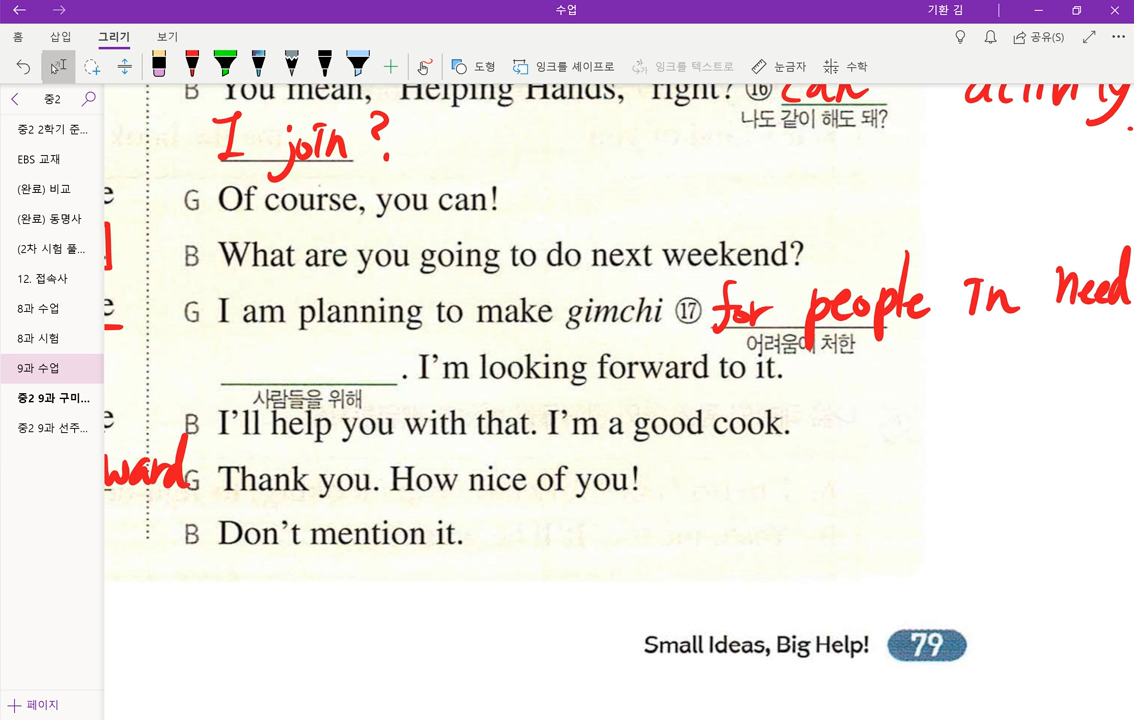 수업
기환 김
홈 삽입 그리기 보기
공유(S)
도형 잉크를 셰이프로 잉크를 텍스트로 눈금자 수학
중2
중2 2학기 준...
EBS 교재
(완료) 비교
(완료) 동명사
(2차 시험 풀...
12. 접속사
8과 수업
8과 시험
9과 수업
중2 9과 구미...
중2 9과 선주...
페이지
B You mean, "Helping Hands," right? ⑯ can activity.
나도 같이 해도 돼?
I join?
G Of course, you can!
B What are you going to do next weekend?
G I am planning to make gimchi ⑰ for people in need
어려움에 처한
. I'm looking forward to it.
사람들을 위해
B I'll help you with that. I'm a good cook.
ward
G Thank you. How nice of you!
B Don't mention it.
Small Ideas, Big Help! 79